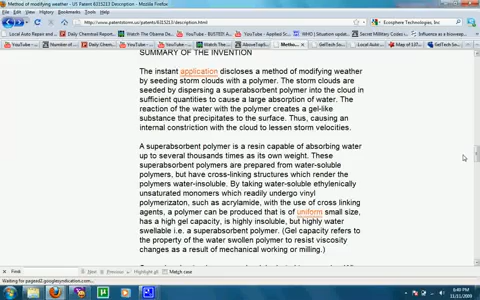 Method of modifying weather - US Patent 6315213 Description - Mozilla Firefox
File Edit View History Bookmarks Tools Help
http://www.patentstorm.us/patents/6315213/description.html
Ecosphere Technologies, Inc
SUMMARY OF THE INVENTION
The instant application discloses a method of modifying weather
by seeding storm clouds with a polymer. The storm clouds are
seeded by dispersing a superabsorbent polymer into the cloud in
sufficient quantities to cause a large absorption of water. The
reaction of the water with the polymer creates a gel-like
substance that precipitates to the surface. Thus, causing an
internal constriction with the cloud to lessen storm velocities.
A superabsorbent polymer is a resin capable of absorbing water
up to several thousands times as its own weight. These
superabsorbent polymers are prepared from water-soluble
polymers, but have cross-linking structures which render the
polymers water-insoluble. By taking water-soluble ethylenically
unsaturated monomers which readily undergo vinyl
polymerizaton, such as acrylamide, with the use of cross linking
agents, a polymer can be produced that is of uniform small size,
has a high gel capacity, is highly insoluble, but highly water
swellable i.e. a superabsorbent polymer. (Gel capacity refers to
the property of the water swollen polymer to resist viscosity
changes as a result of mechanical working or milling.)
Find: Next Previous Highlight all Match case
Waiting for pagead2.googlesyndication.com...
6:40 PM
11/11/2009